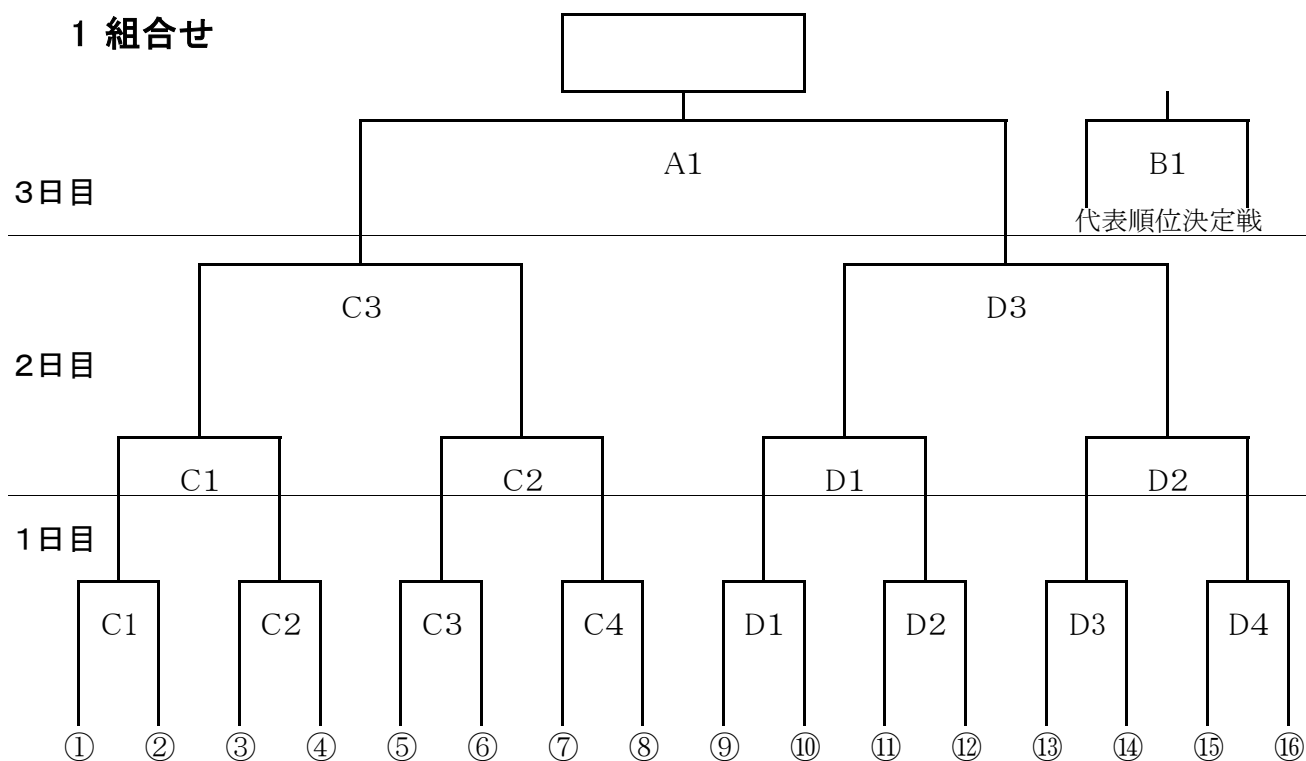 1 組合せ
A1
B1
3日目
代表順位決定戦
C3
D3
2日目
C1
C2
D1
D2
1日目
C1
C2
C3
C4
D1
D2
D3
D4
① ② ③ ④ ⑤ ⑥ ⑦ ⑧ ⑨ ⑩ ⑪ ⑫ ⑬ ⑭ ⑮ ⑯